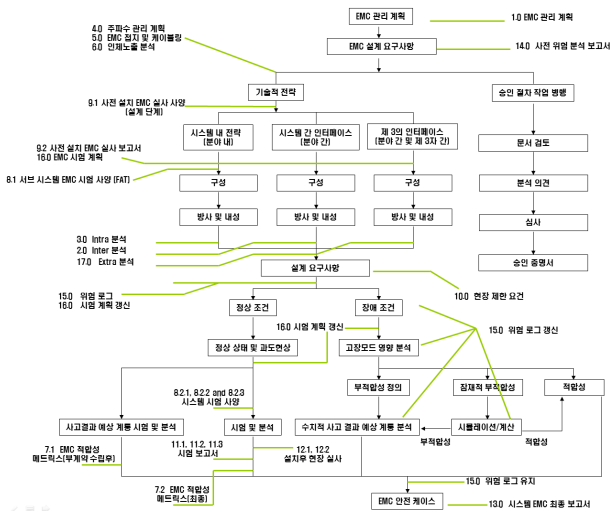 EMC 관리 계획
1.0 EMC 관리 계획
4.0 주파수 관리 계획
5.0 EMC 접지 및 케이블링
6.0 인체노출 분석
EMC 설계 요구사항
14.0 사전 위험 분석 보고서
기술적 전략
승인 절차 작업 병행
9.1 사전 설치 EMC 실사 사양
(설계 단계)
시스템 내 전략
(분야 내)
시스템 간 인터페이스
(분야 간)
제 3의 인터페이스
(분야 간 및 제 3자 간)
문서 검토
9.2 사전 설치 EMC 실사 보고서
16.0 EMC 시험 계획
8.1 서브 시스템 EMC 시험 사양 (FAT)
구성
구성
구성
분석 의견
방사 및 내성
방사 및 내성
방사 및 내성
심사
3.0 Intra 분석
2.0 Inter 분석
17.0 Extra 분석
승인 증명서
설계 요구사항
10.0 현장 제한 요건
15.0 위험 로그
16.0 시험 계획 갱신
정상 조건
장애 조건
16.0 시험 계획 갱신
15.0 위험 로그 갱신
정상 상태 및 과도현상
고장모드 영향 분석
부적합성 정의
잠재적 부적합성
적합성
8.2.1, 8.2.2 and 8.2.3
시스템 시험 사양
사고결과 예상 계통 시험 및 분석
시험 및 분석
수치적 사고 결과 예상 계통 분석
시뮬레이션/계산
부적합성
적합성
7.1 EMC 적합성
메트릭스(부계약 수립후)
11.1, 11.2, 11.3
시험 보고서
12.1, 12.2
설치후 현장 실사
7.2 EMC 적합성
메트릭스(최종)
15.0 위험 로그 유지
EMC 안전 케이스
13.0 시스템 EMC 최종 보고서